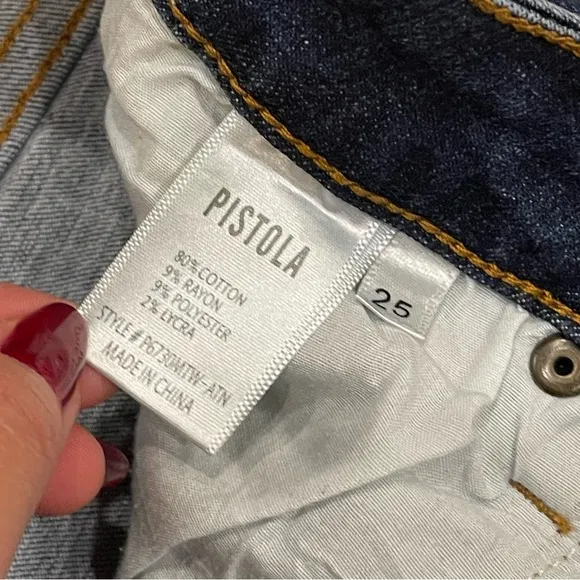 PISTOLA
80% COTTON
9% RAYON
9% POLYESTER
2% LYCRA
STYLE # P6730MTW-ATN
MADE IN CHINA
25